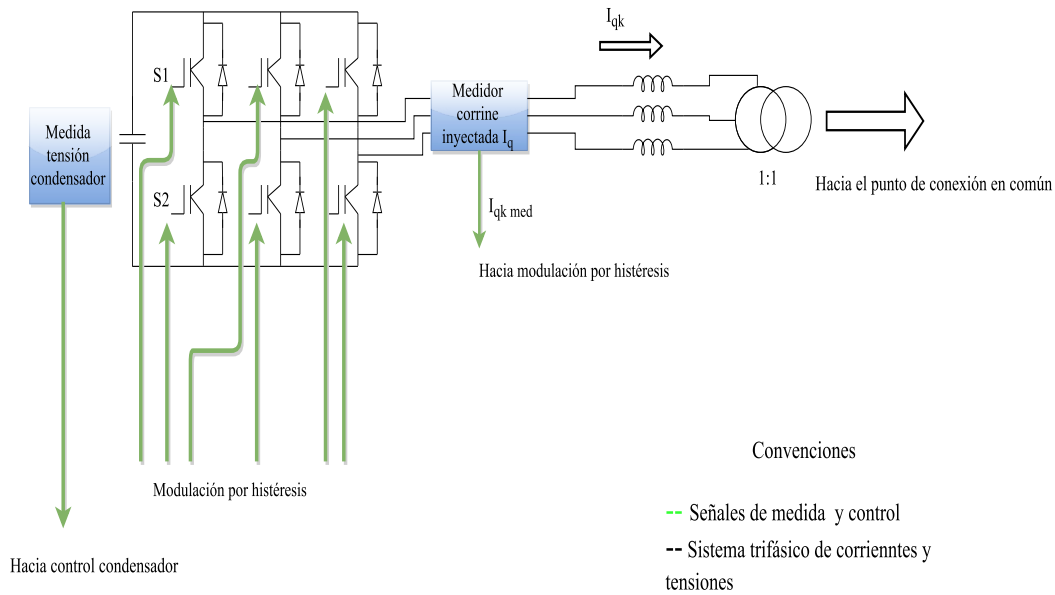 I_qk
S1
Medidor
corrine
inyectada I_q
Medida
tensión
condensador
1:1
Hacia el punto de conexión en común
S2
I_qk med
Hacia modulación por histéresis
Convenciones
Modulación por histéresis
-- Señales de medida y control
-- Sistema trifásico de corrienntes y
tensiones
Hacia control condensador